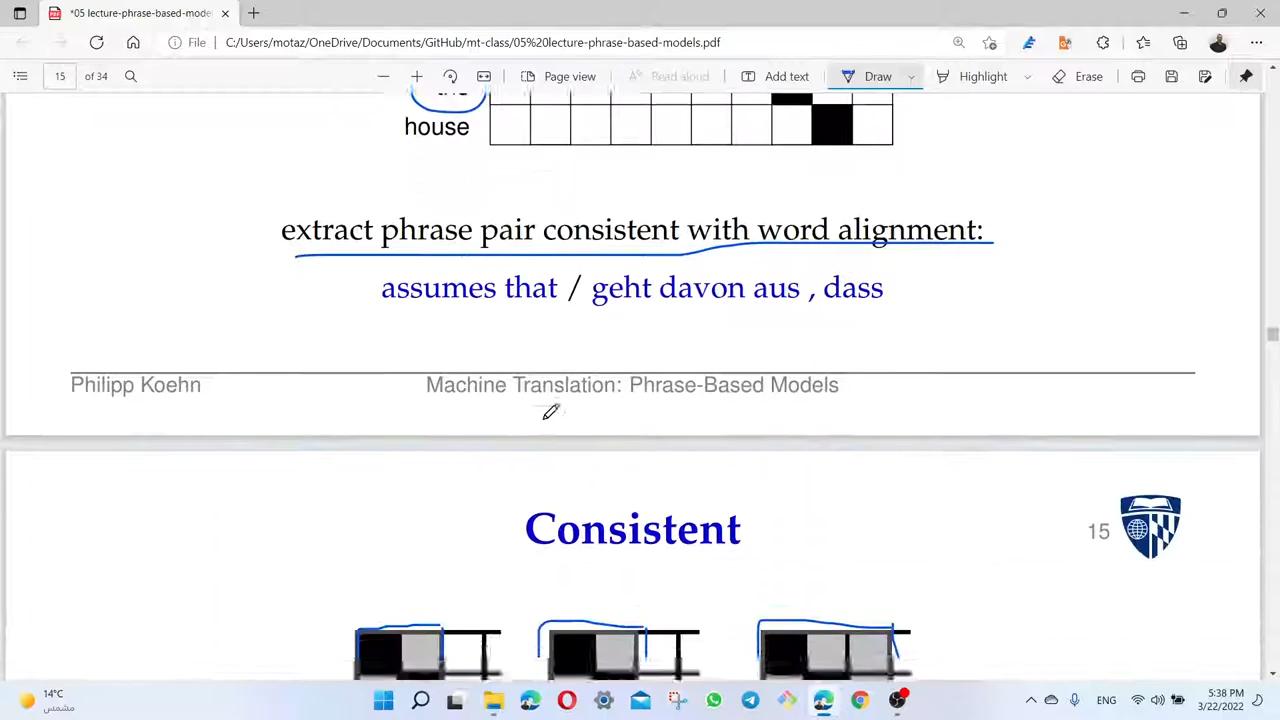 *05 lecture-phrase-based-mode
File
C:/Users/motaz/OneDrive/Documents/GitHub/mt-class/05%20lecture-phrase-based-models.pdf
15 of 34
Page view
Read aloud
Add text
Draw
Highlight
Erase
house
extract phrase pair consistent with word alignment:
assumes that / geht davon aus , dass
Philipp Koehn
Machine Translation: Phrase-Based Models
Consistent
15
14°C
مشمس
ENG
5:38 PM
3/22/2022